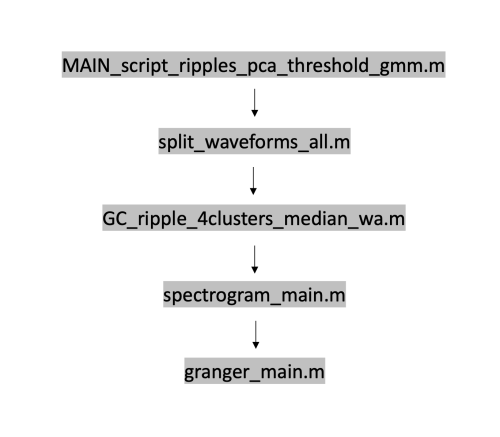 MAIN_script_ripples_pca_threshold_gmm.m
split_waveforms_all.m
GC_ripple_4clusters_median_wa.m
spectrogram_main.m
granger_main.m